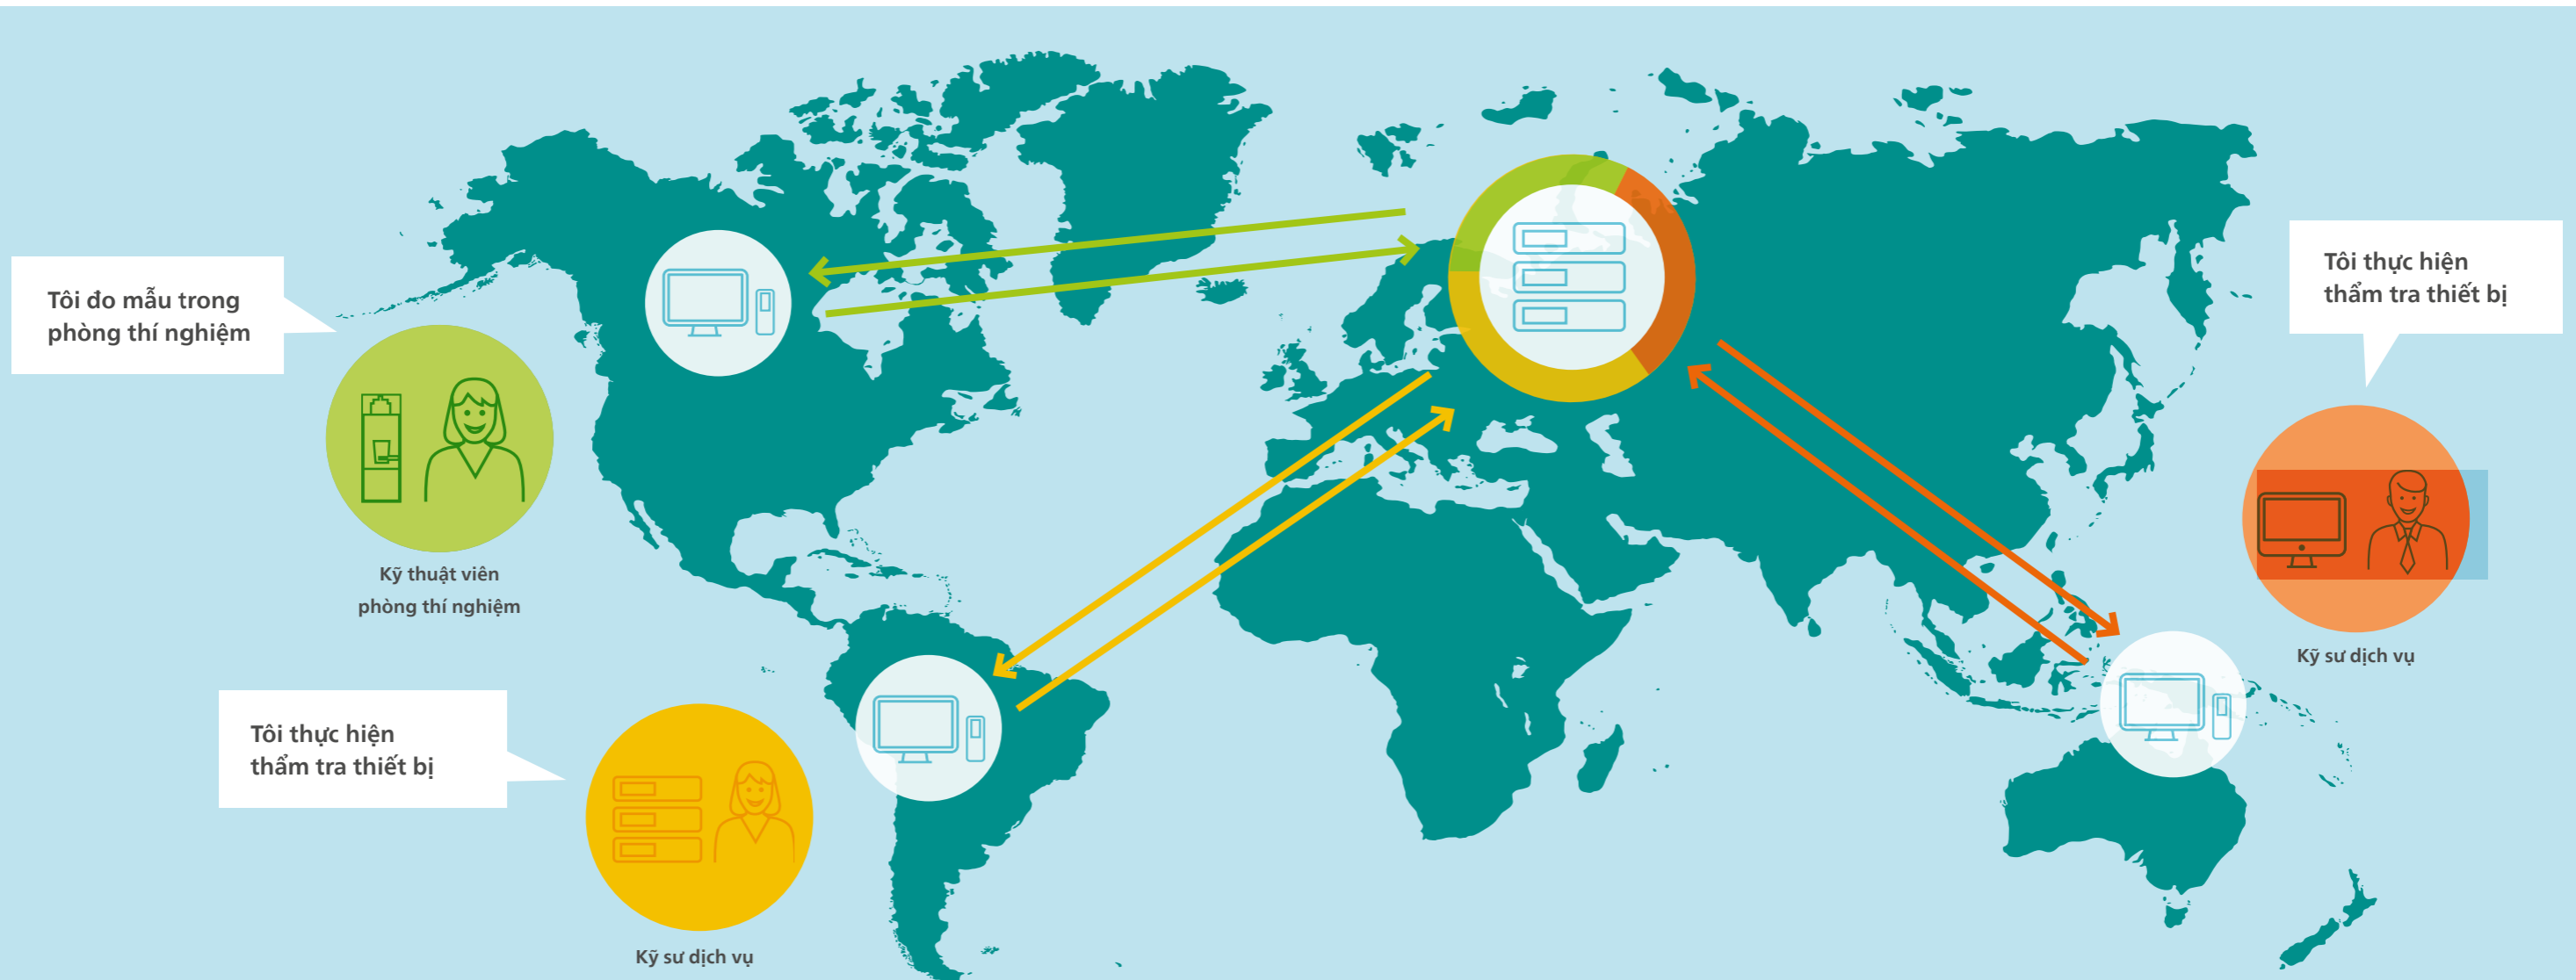 Tôi đo mẫu trong
phòng thí nghiệm
Kỹ thuật viên
phòng thí nghiệm
Tôi thực hiện
thẩm tra thiết bị
Kỹ sư dịch vụ
Tôi thực hiện
thẩm tra thiết bị
Kỹ sư dịch vụ